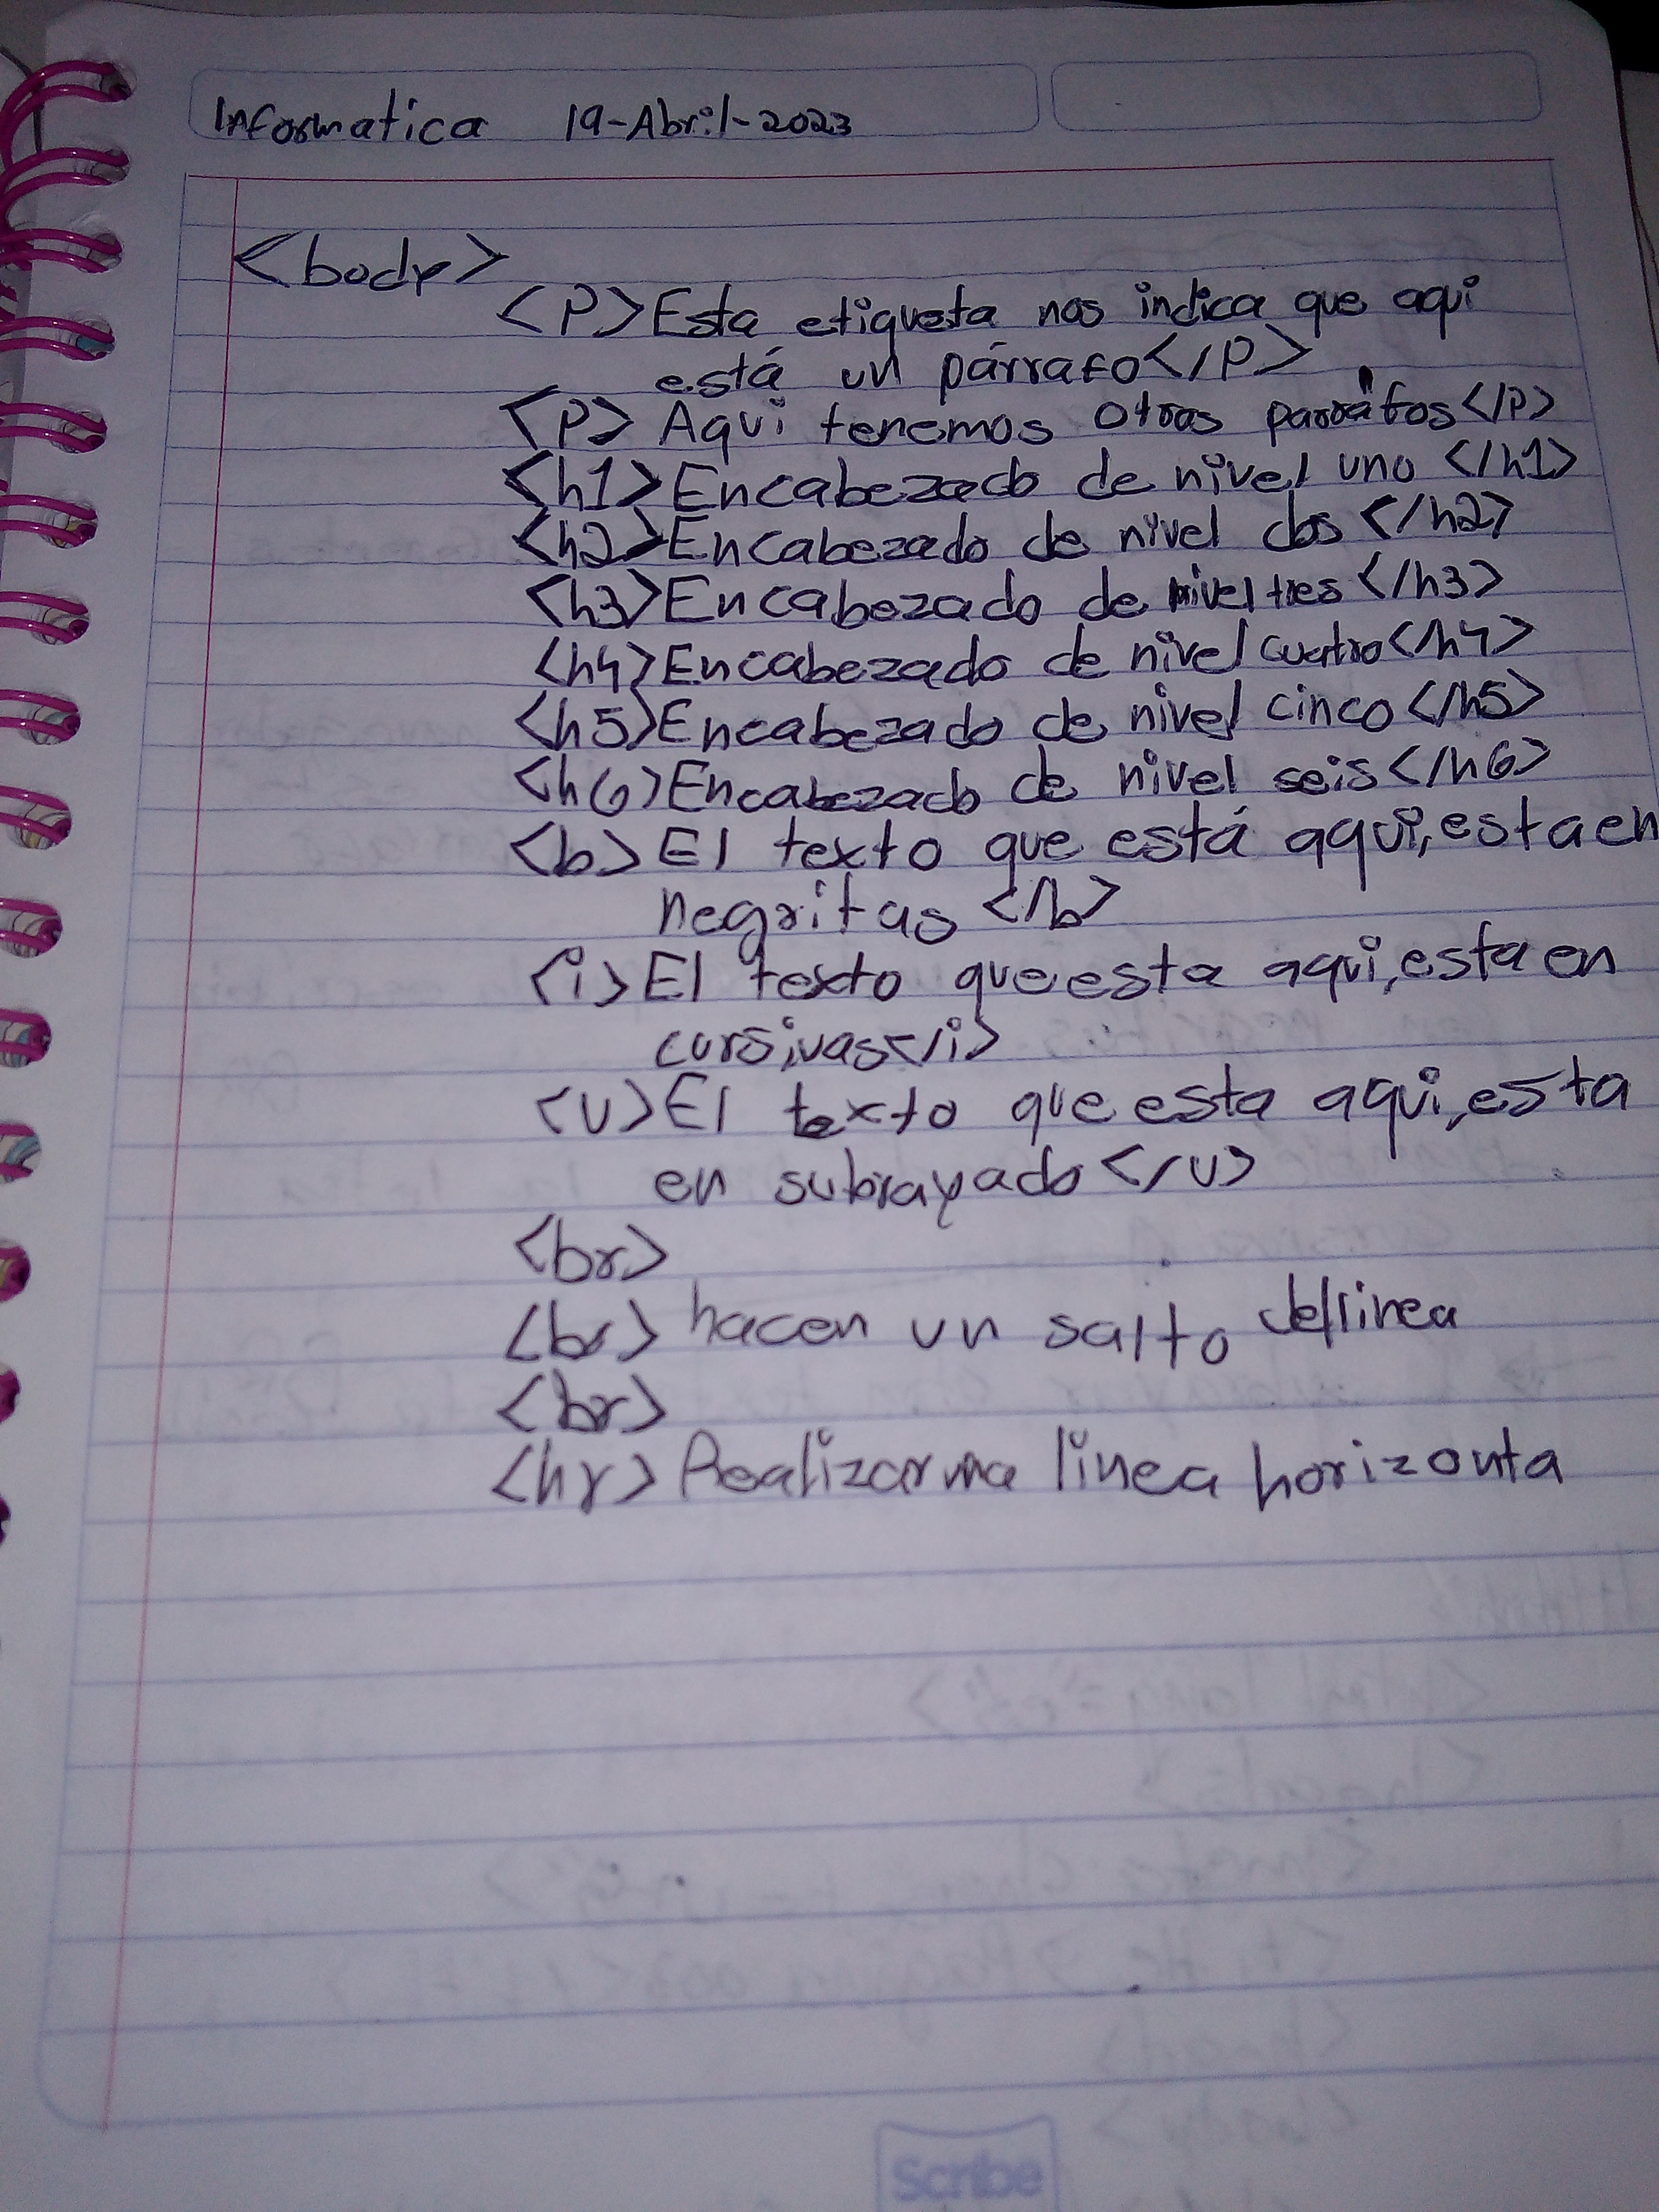 Informatica 19-Abril-2023
<body>
<P>Esta etiqueta nos indica que aqui
está un párrafo</P>
<P> Aqui tenemos otros parrafos</P>
<h1>Encabezado de nivel uno </h1>
<h2>Encabezado de nivel dos </h2>
<h3>Encabezado de nivel tres </h3>
<h4>Encabezado de nivel cuatro</h4>
<h5>Encabezado de nivel cinco </h5>
<h6>Encabezado de nivel seis </h6>
<b> El texto que está aqui, esta en
negritas </b>
<i> El texto que esta aqui, esta en
cursivas </i>
<u>El texto que esta aqui, esta
en subrayado </u>
<br>
<br> hacen un salto del linea
<br>
<hr> Realizar una linea horizonta
Scribe